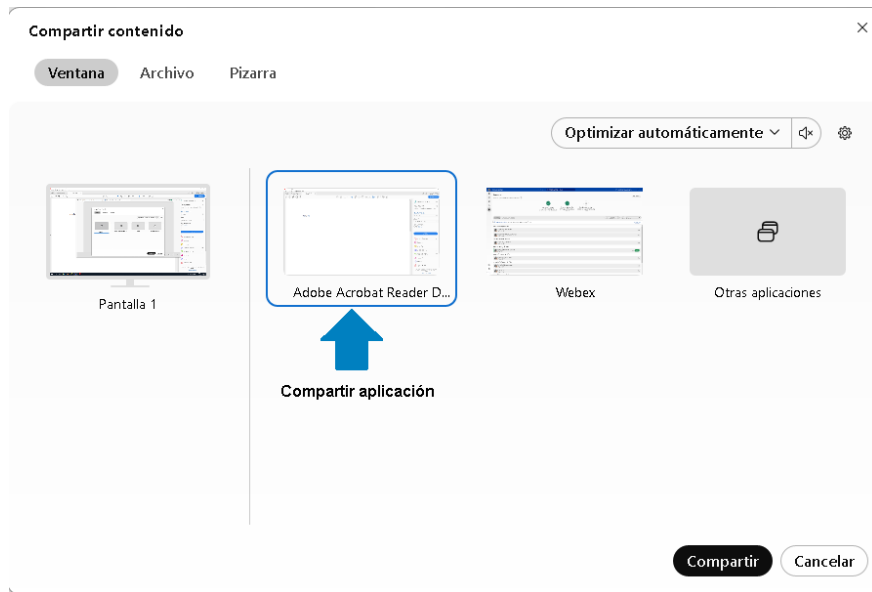 Compartir contenido
Ventana Archivo Pizarra
Optimizar automáticamente
Pantalla 1
Adobe Acrobat Reader D...
Webex
Otras aplicaciones
Compartir aplicación
Compartir Cancelar